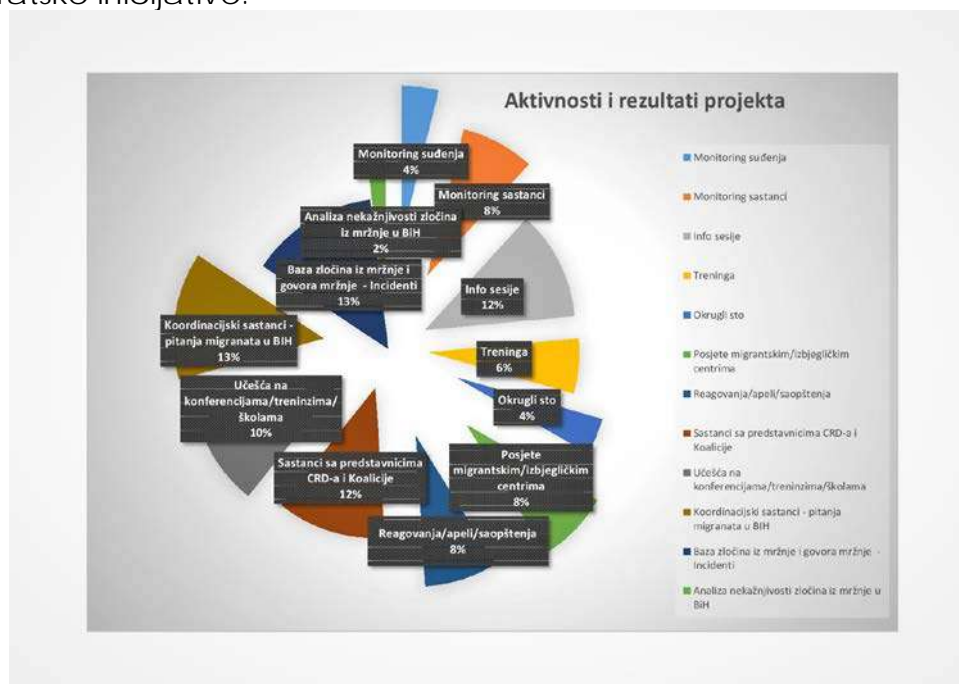 ratske inicijative.
Aktivnosti i rezultati projekta
Monitoring suđenja
4%
Monitoring sastanci
8%
Analiza nekažnjivosti zločina
iz mržnje u BiH
2%
Baza zločina iz mržnje i
govora mržnje - Incidenti
13%
Info sesije
12%
Koordinacijski sastanci -
pitanja migranata u BIH
13%
Treninga
6%
Učešća na
konferencijama/treninzima/
školama
10%
Okrugli sto
4%
Posjete
migrantskim/izbjegličkim
centrima
8%
Sastanci sa predstavnicima
CRD-a i Koalicije
12%
Reagovanja/apeli/saopštenja
8%
Monitoring suđenja
Monitoring sastanci
Info sesije
Treninga
Okrugli sto
Posjete migrantskim/izbjegličkim
centrima
Reagovanja/apeli/saopštenja
Sastanci sa predstavnicima CRD-a i
Koalicije
Učešća na
konferencijama/treninzima/školama
Koordinacijski sastanci - pitanja
migranata u BIH
Baza zločina iz mržnje i govora mržnje -
Incidenti
Analiza nekažnjivosti zločina iz mržnje u
BiH